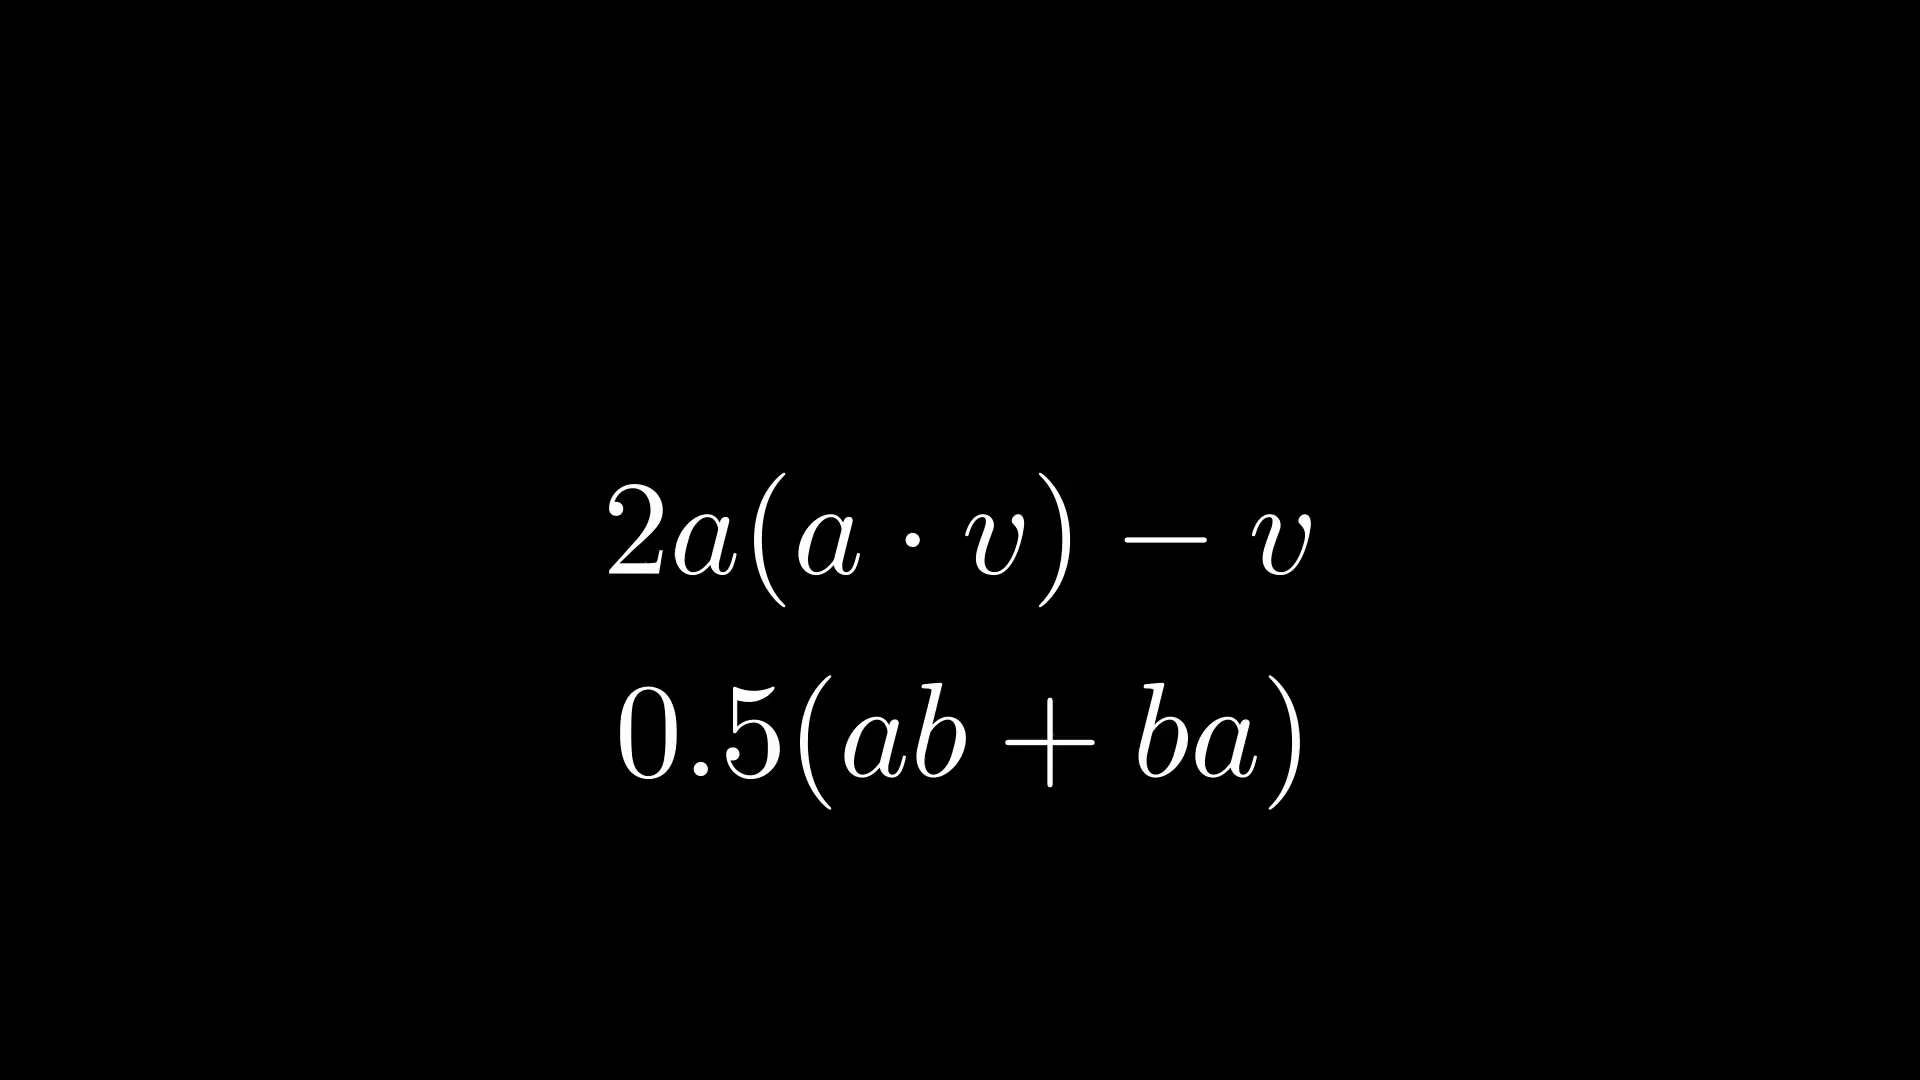 2a(a · v) − v
0.5(ab + ba)